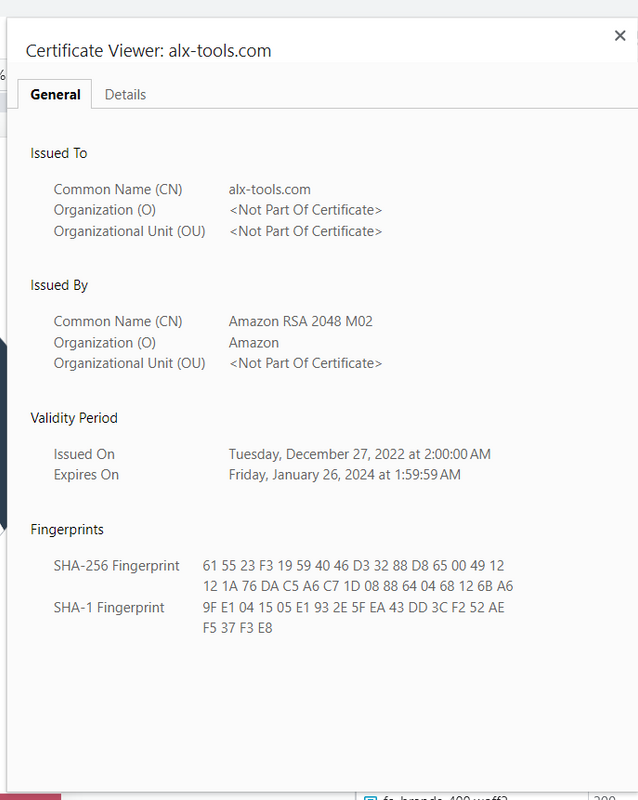 Certificate Viewer: alx-tools.com
%
General Details
Issued To
Common Name (CN) alx-tools.com
Organization (O) <Not Part Of Certificate>
Organizational Unit (OU) <Not Part Of Certificate>
Issued By
Common Name (CN) Amazon RSA 2048 M02
Organization (O) Amazon
Organizational Unit (OU) <Not Part Of Certificate>
Validity Period
Issued On Tuesday, December 27, 2022 at 2:00:00 AM
Expires On Friday, January 26, 2024 at 1:59:59 AM
Fingerprints
SHA-256 Fingerprint 61 55 23 F3 19 59 40 46 D3 32 88 D8 65 00 49 12
12 1A 76 DA C5 A6 C7 1D 08 88 64 04 68 12 6B A6
SHA-1 Fingerprint 9F E1 04 15 05 E1 93 2E 5F EA 43 DD 3C F2 52 AE
F5 37 F3 E8